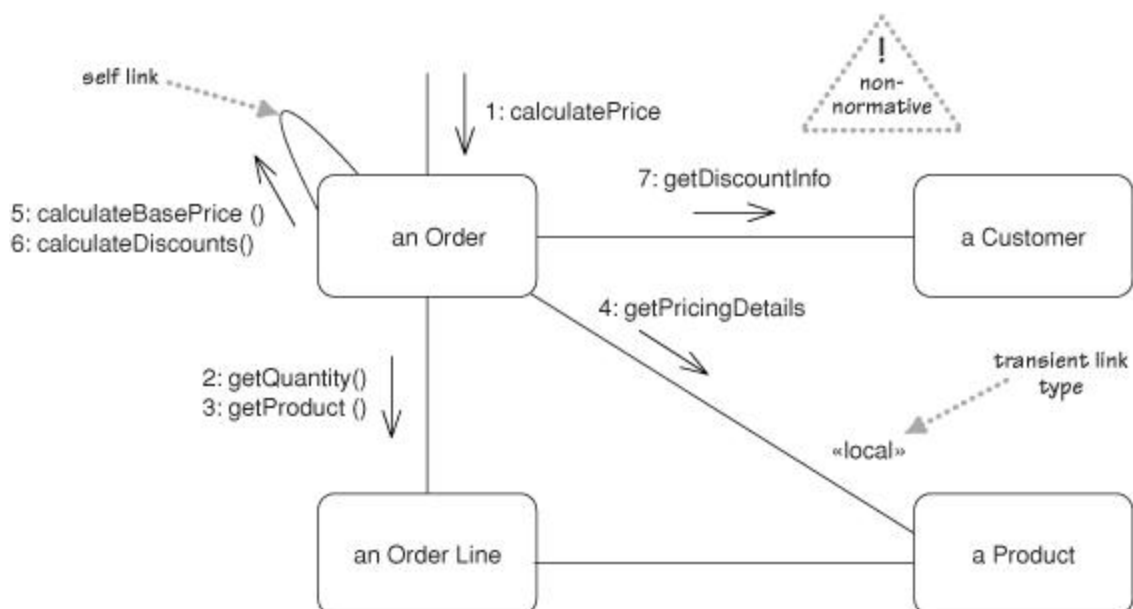 !
non-
normative
self link
1: calculatePrice
7: getDiscountInfo
5: calculateBasePrice ()
6: calculateDiscounts()
an Order
a Customer
4: getPricingDetails
2: getQuantity()
3: getProduct ()
transient link
type
«local»
an Order Line
a Product